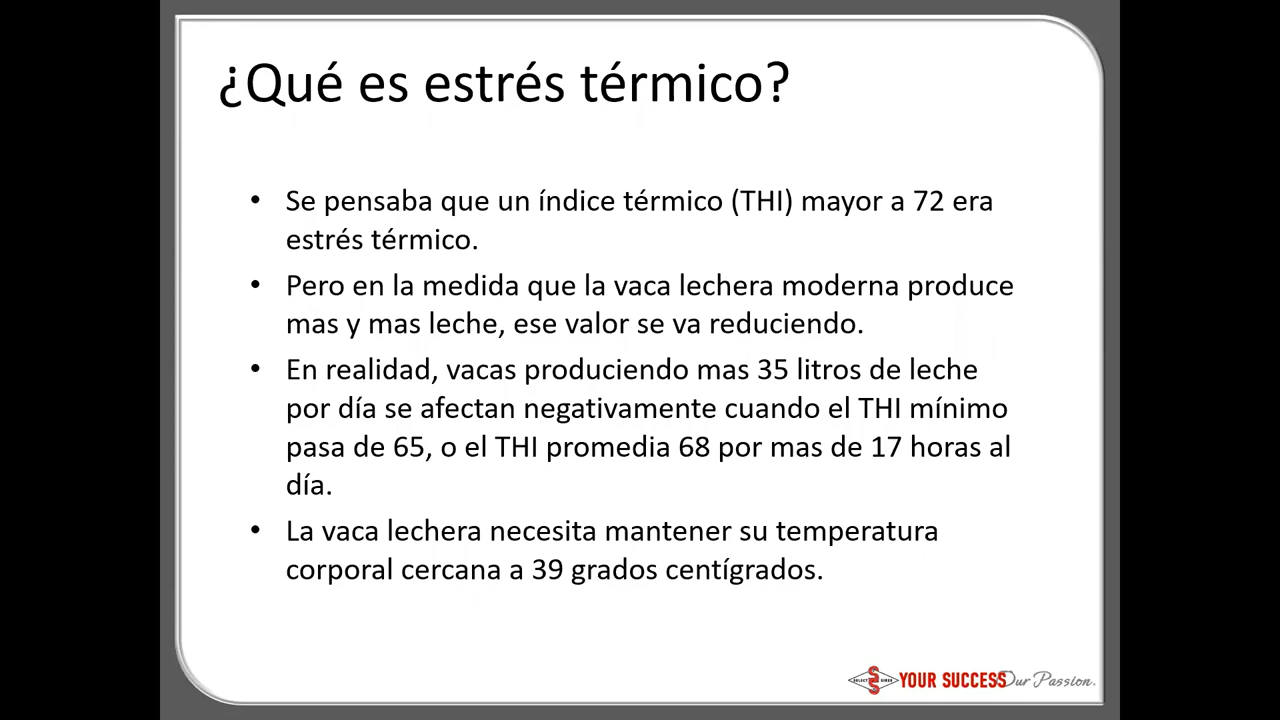 ¿Qué es estrés térmico?
• Se pensaba que un índice térmico (THI) mayor a 72 era
estrés térmico.
• Pero en la medida que la vaca lechera moderna produce
mas y mas leche, ese valor se va reduciendo.
• En realidad, vacas produciendo mas 35 litros de leche
por día se afectan negativamente cuando el THI mínimo
pasa de 65, o el THI promedia 68 por mas de 17 horas al
día.
• La vaca lechera necesita mantener su temperatura
corporal cercana a 39 grados centígrados.
SELECT SIRES YOUR SUCCESS Our Passion.